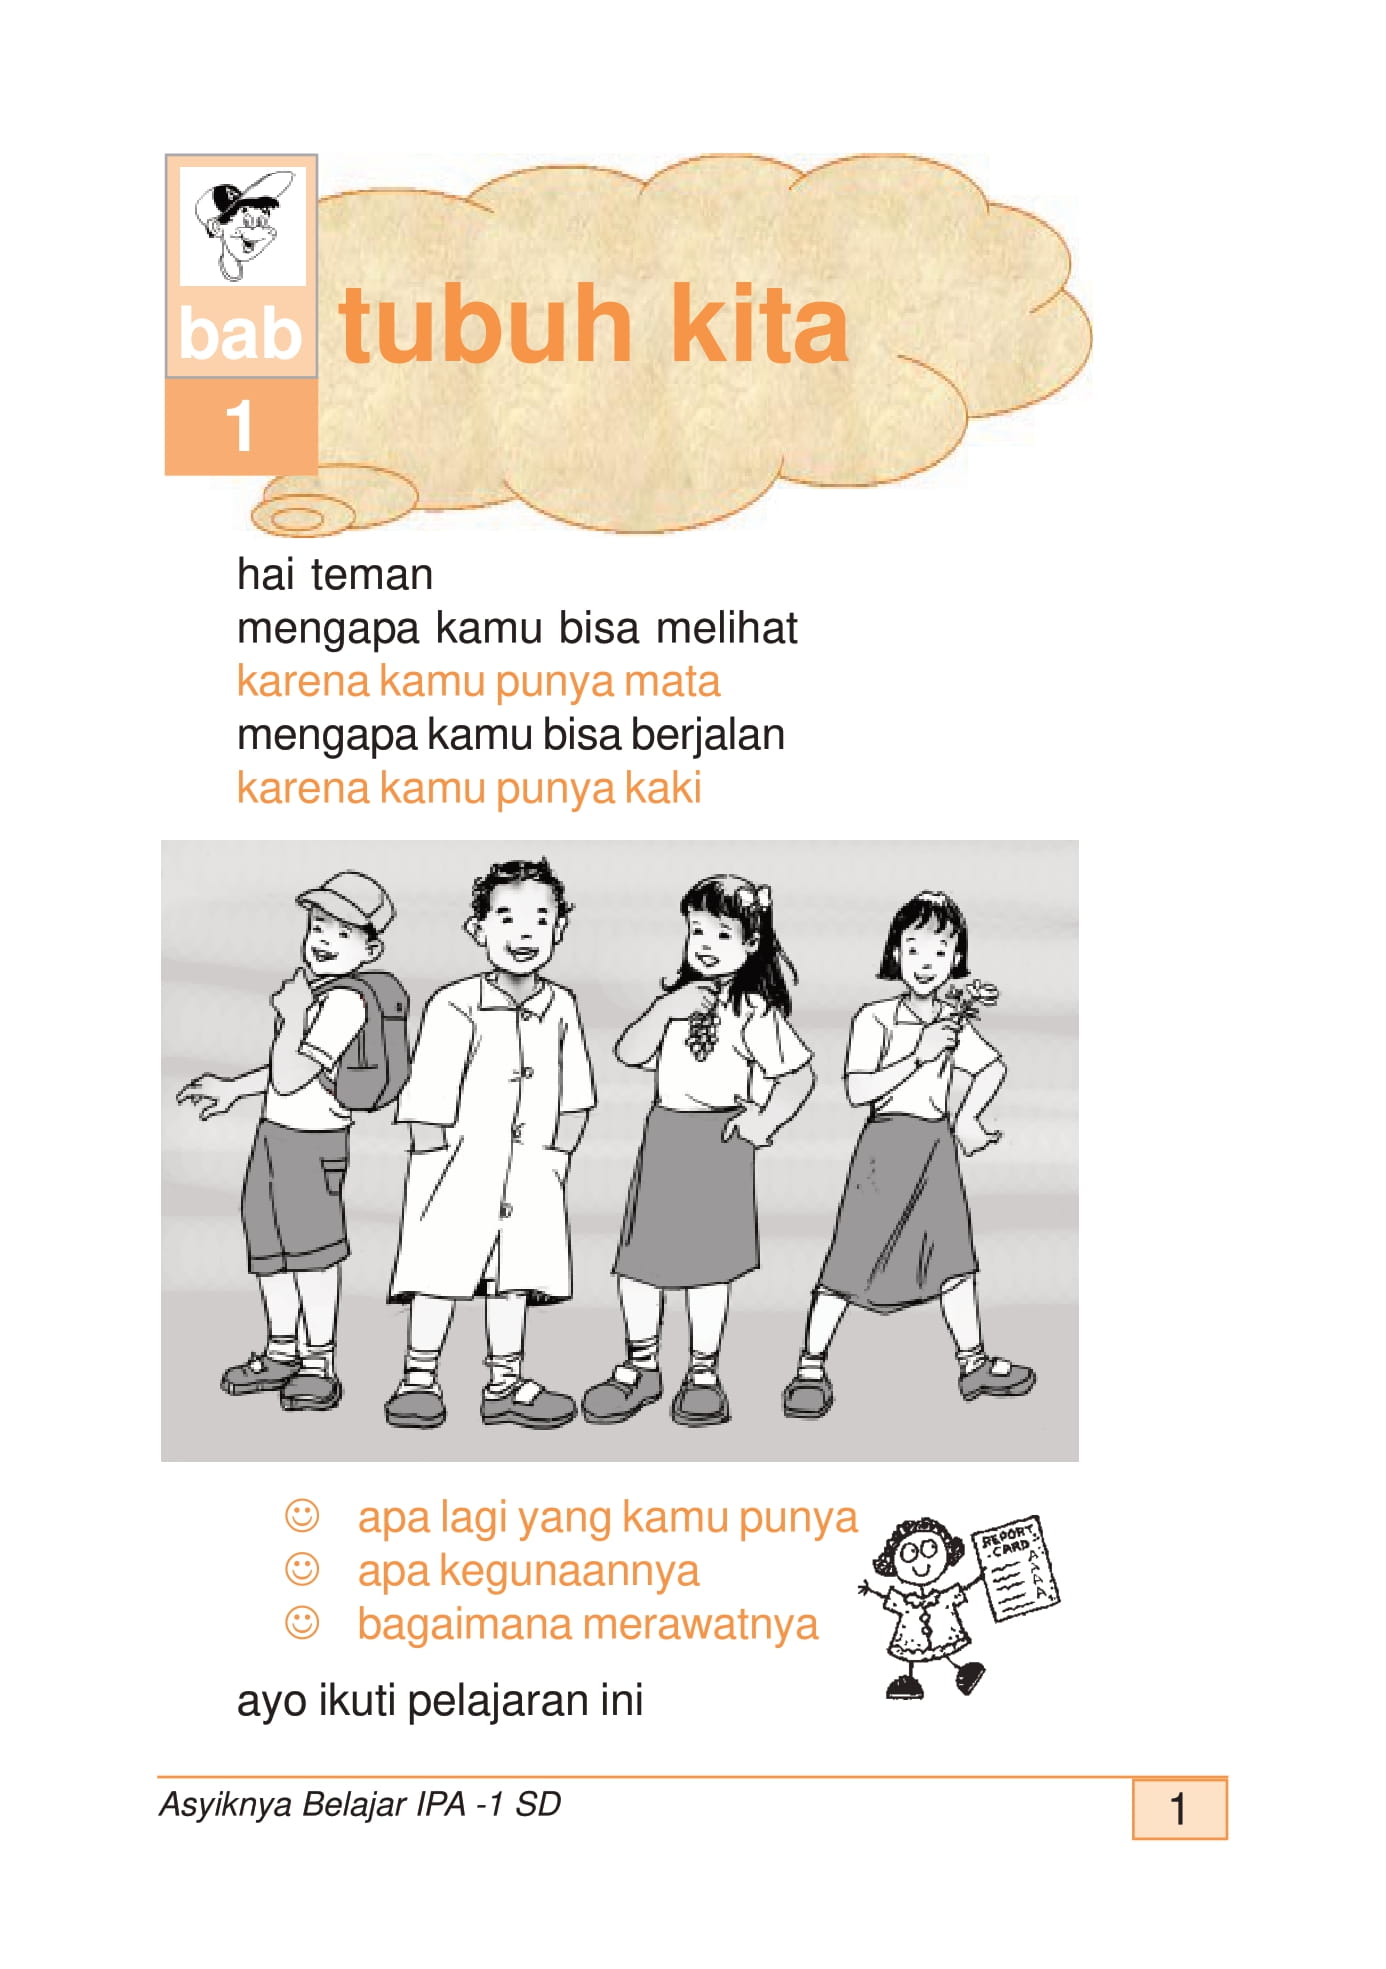 bab
1
tubuh kita
hai teman
mengapa kamu bisa melihat
karena kamu punya mata
mengapa kamu bisa berjalan
karena kamu punya kaki
apa lagi yang kamu punya
apa kegunaannya
bagaimana merawatnya
REPORT
CARD
A
A
A
A
ayo ikuti pelajaran ini
Asyiknya Belajar IPA -1 SD
1